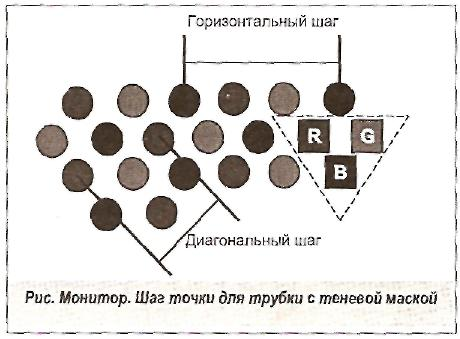 Горизонтальный шаг
R G
B
Диагональный шаг
Рис. Монитор. Шаг точки для трубки с теневой маской